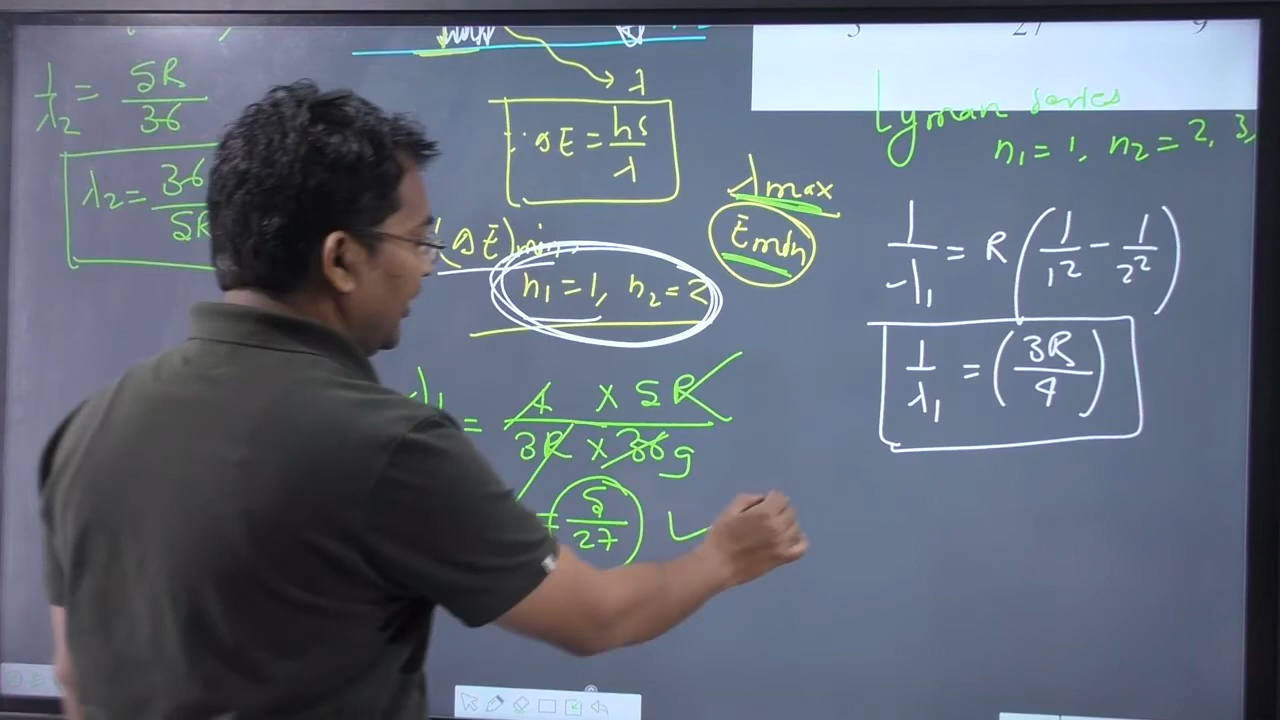 1/λ₂ = 5R/36
λ₂ = 36/5R
λ
ΔE = hc/λ
(ΔE)min.
n₁ = 1, n₂ = 2
λmax
Emin
λ₁ = 4 × 5R / 3R × 36 9
= 5/27 ✓
Lyman series
n₁ = 1, n₂ = 2, 3,
1/λ₁ = R(1/1² − 1/2²)
1/λ₁ = (3R/4)